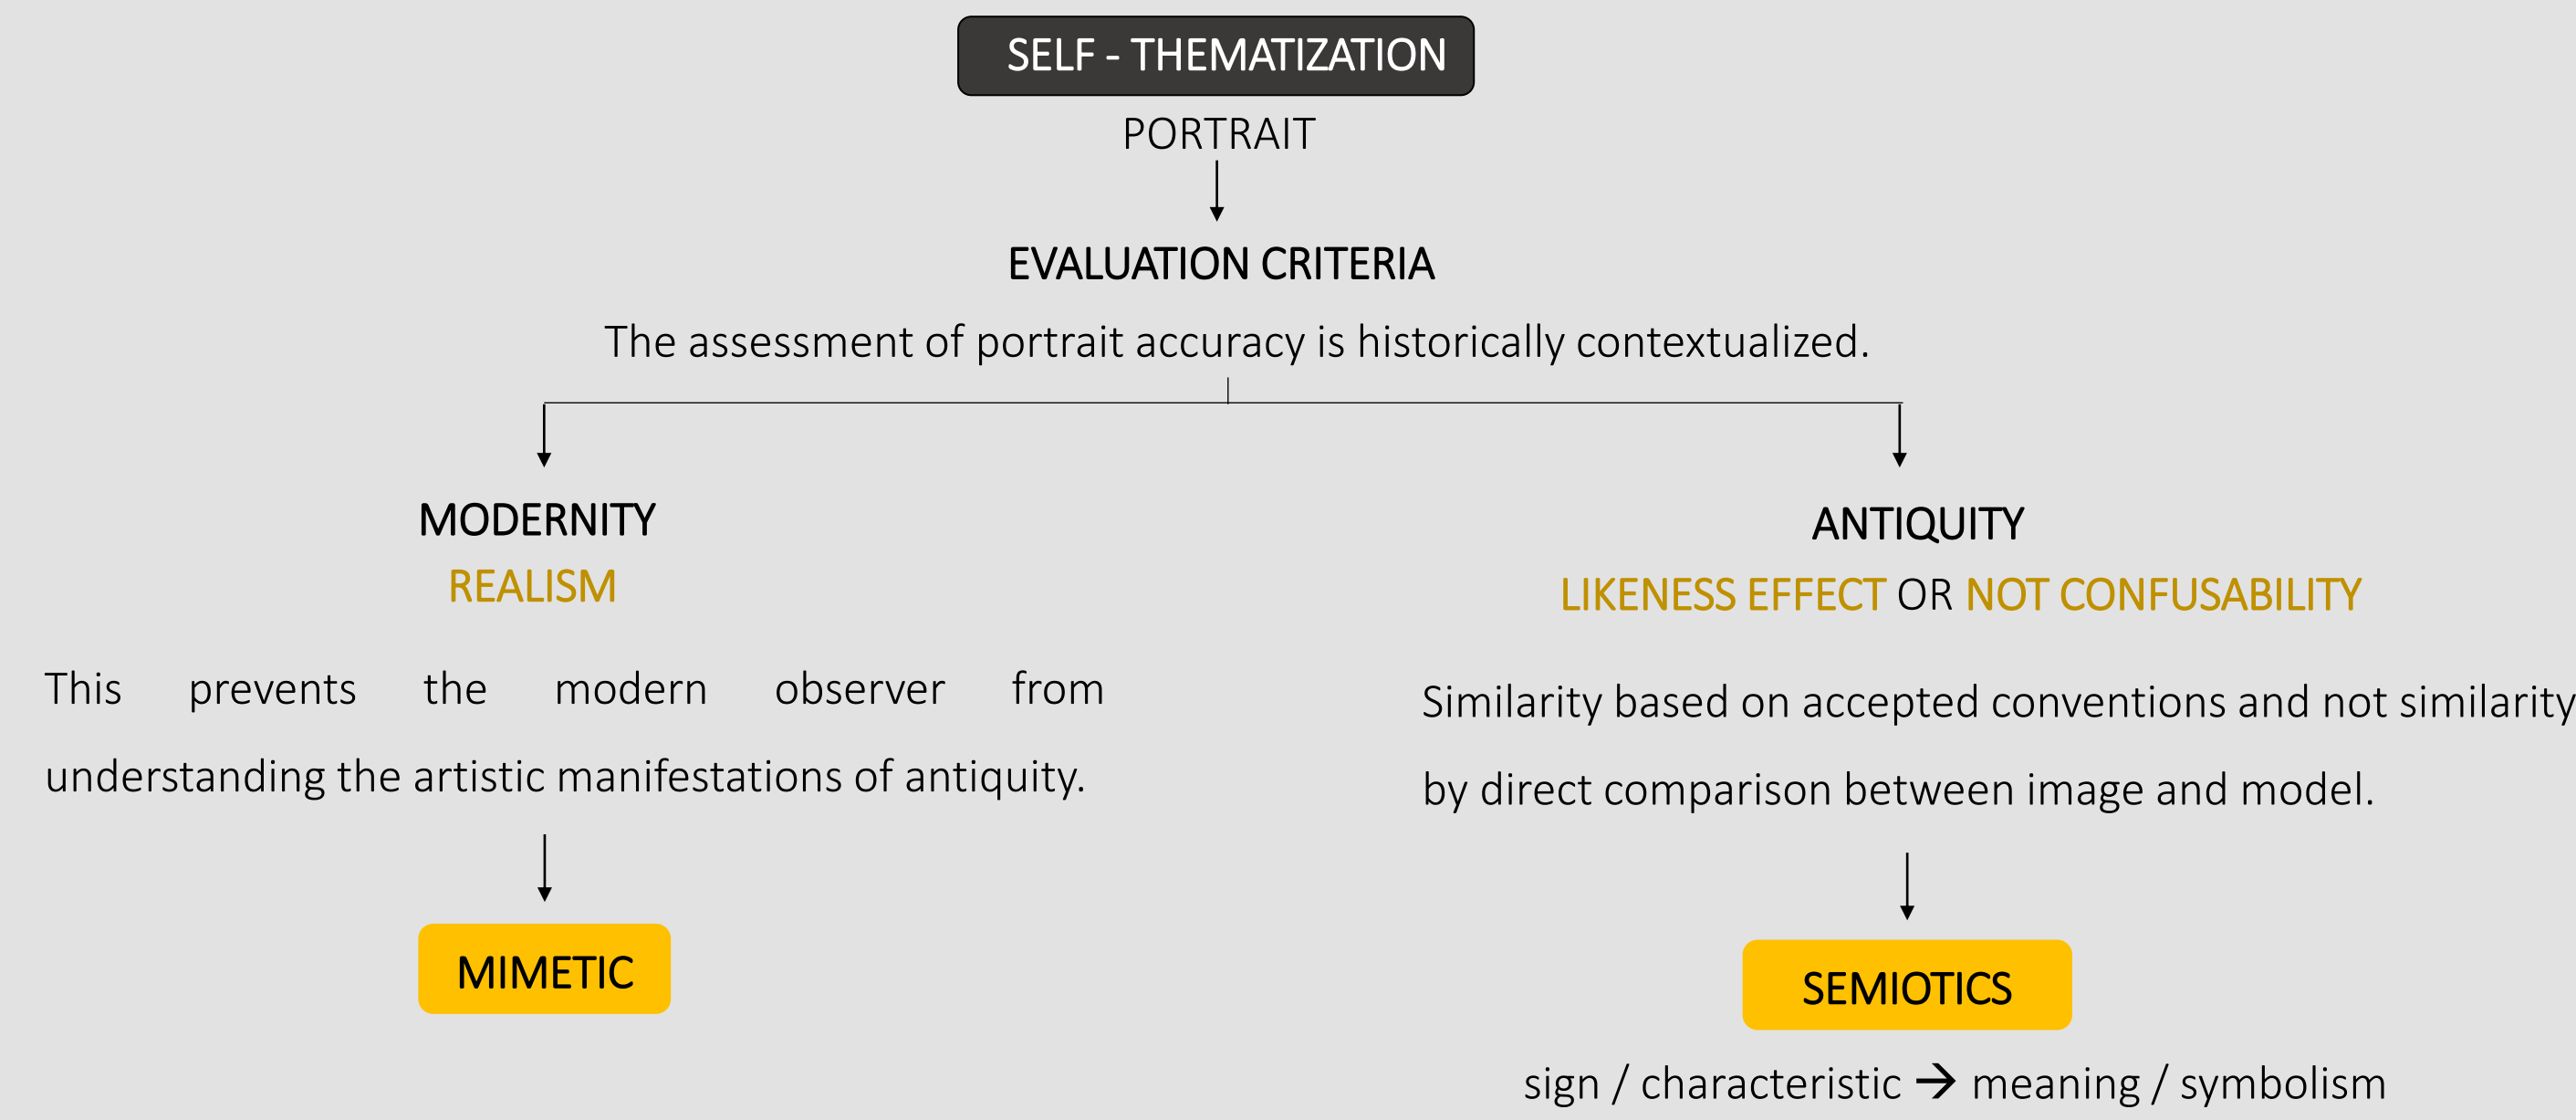 SELF - THEMATIZATION
PORTRAIT
EVALUATION CRITERIA
The assessment of portrait accuracy is historically contextualized.
MODERNITY
REALISM
This prevents the modern observer from
understanding the artistic manifestations of antiquity.
MIMETIC
ANTIQUITY
LIKENESS EFFECT OR NOT CONFUSABILITY
Similarity based on accepted conventions and not similarity
by direct comparison between image and model.
SEMIOTICS
sign / characteristic → meaning / symbolism